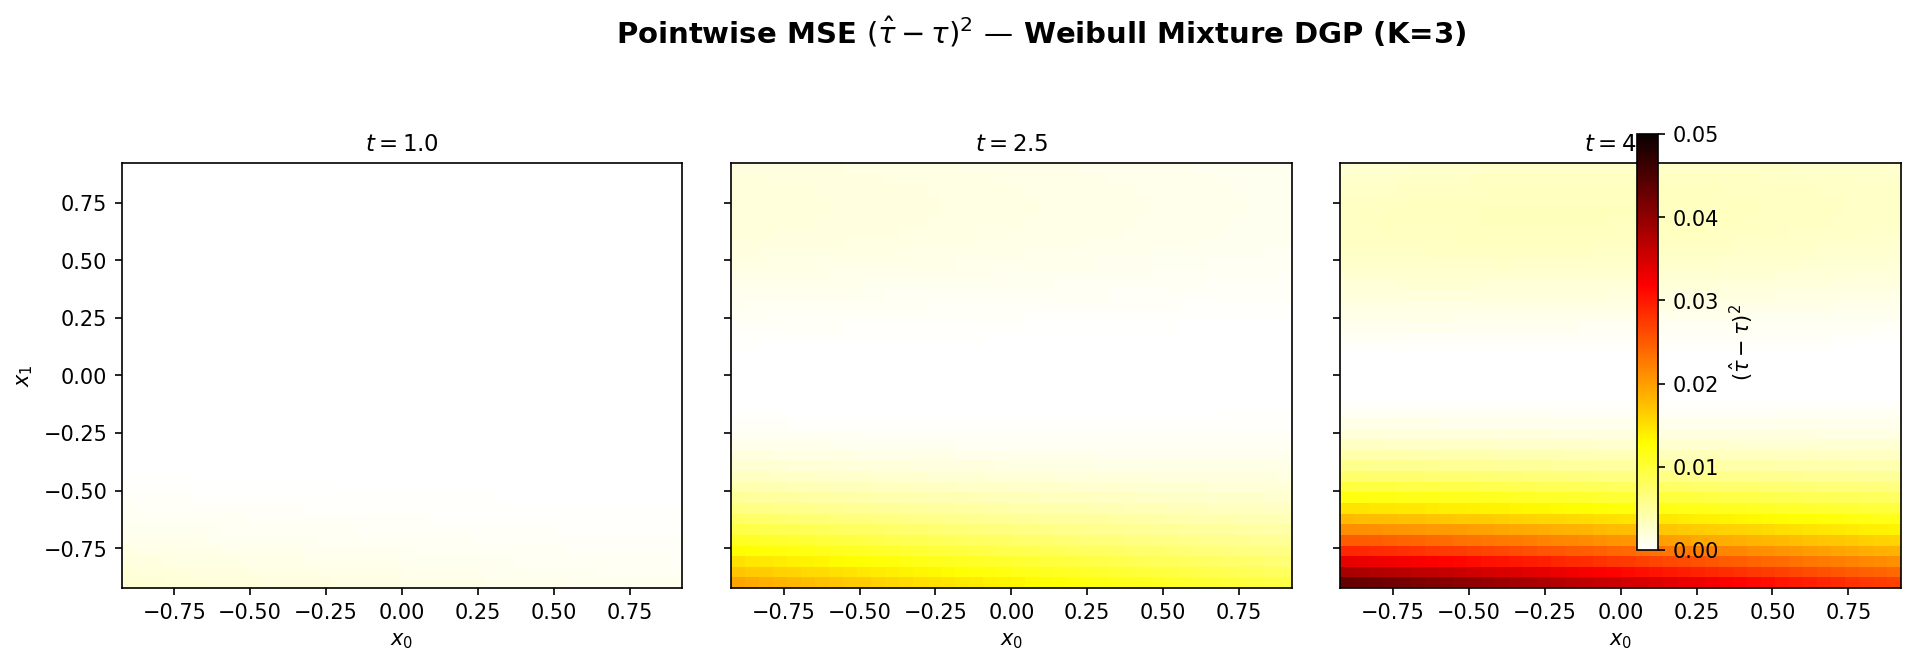 Pointwise MSE (τ̂ − τ)² — Weibull Mixture DGP (K=3)
t = 1.0
t = 2.5
t = 4
0.75
0.50
0.25
0.00
−0.25
−0.50
−0.75
x₁
−0.75 −0.50 −0.25 0.00 0.25 0.50 0.75
x₀
−0.75 −0.50 −0.25 0.00 0.25 0.50 0.75
x₀
−0.75 −0.50 −0.25 0.00 0.25 0.50 0.75
x₀
0.05
0.04
0.03
0.02
0.01
0.00
(τ̂ − τ)²